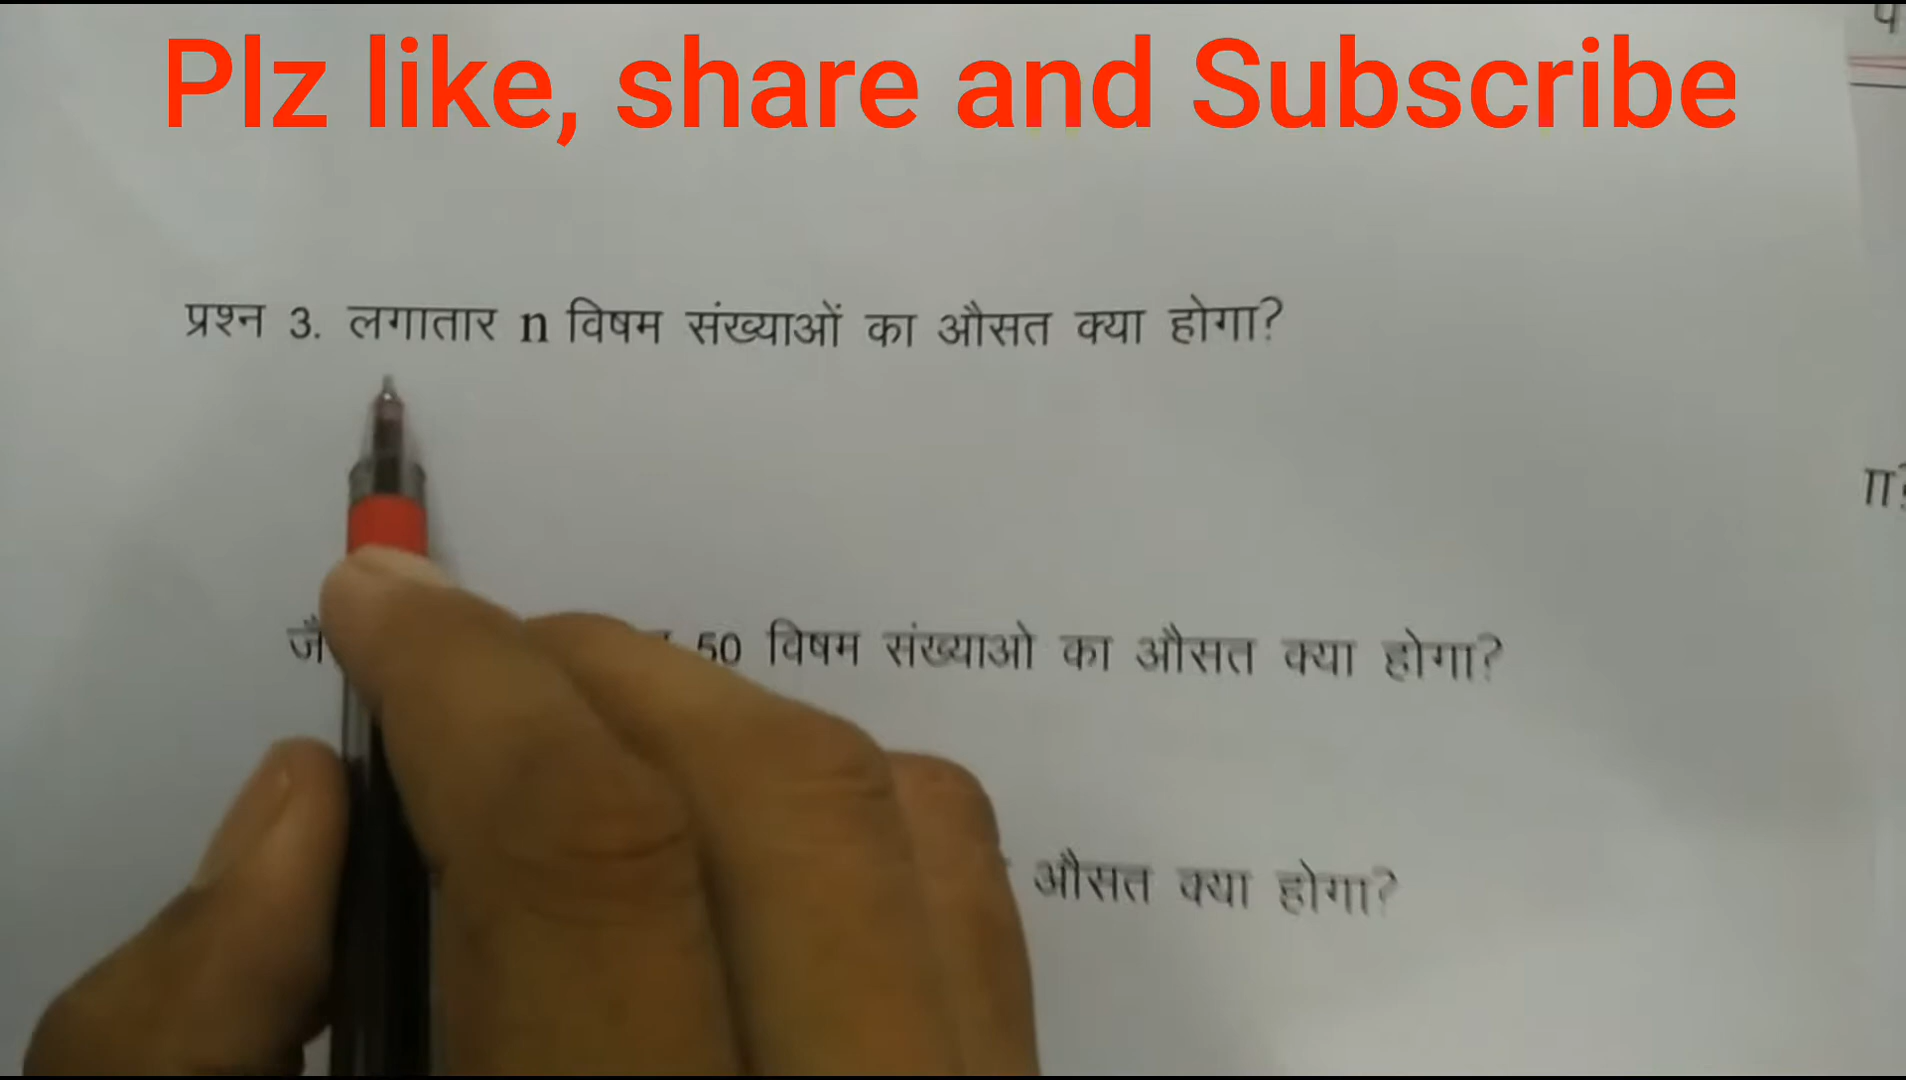 Plz like, share and Subscribe
प्रश्न 3. लगातार n विषम संख्याओं का औसत क्या होगा?
50 विषम संख्याओ का औसत क्या होगा?
औसत क्या होगा?